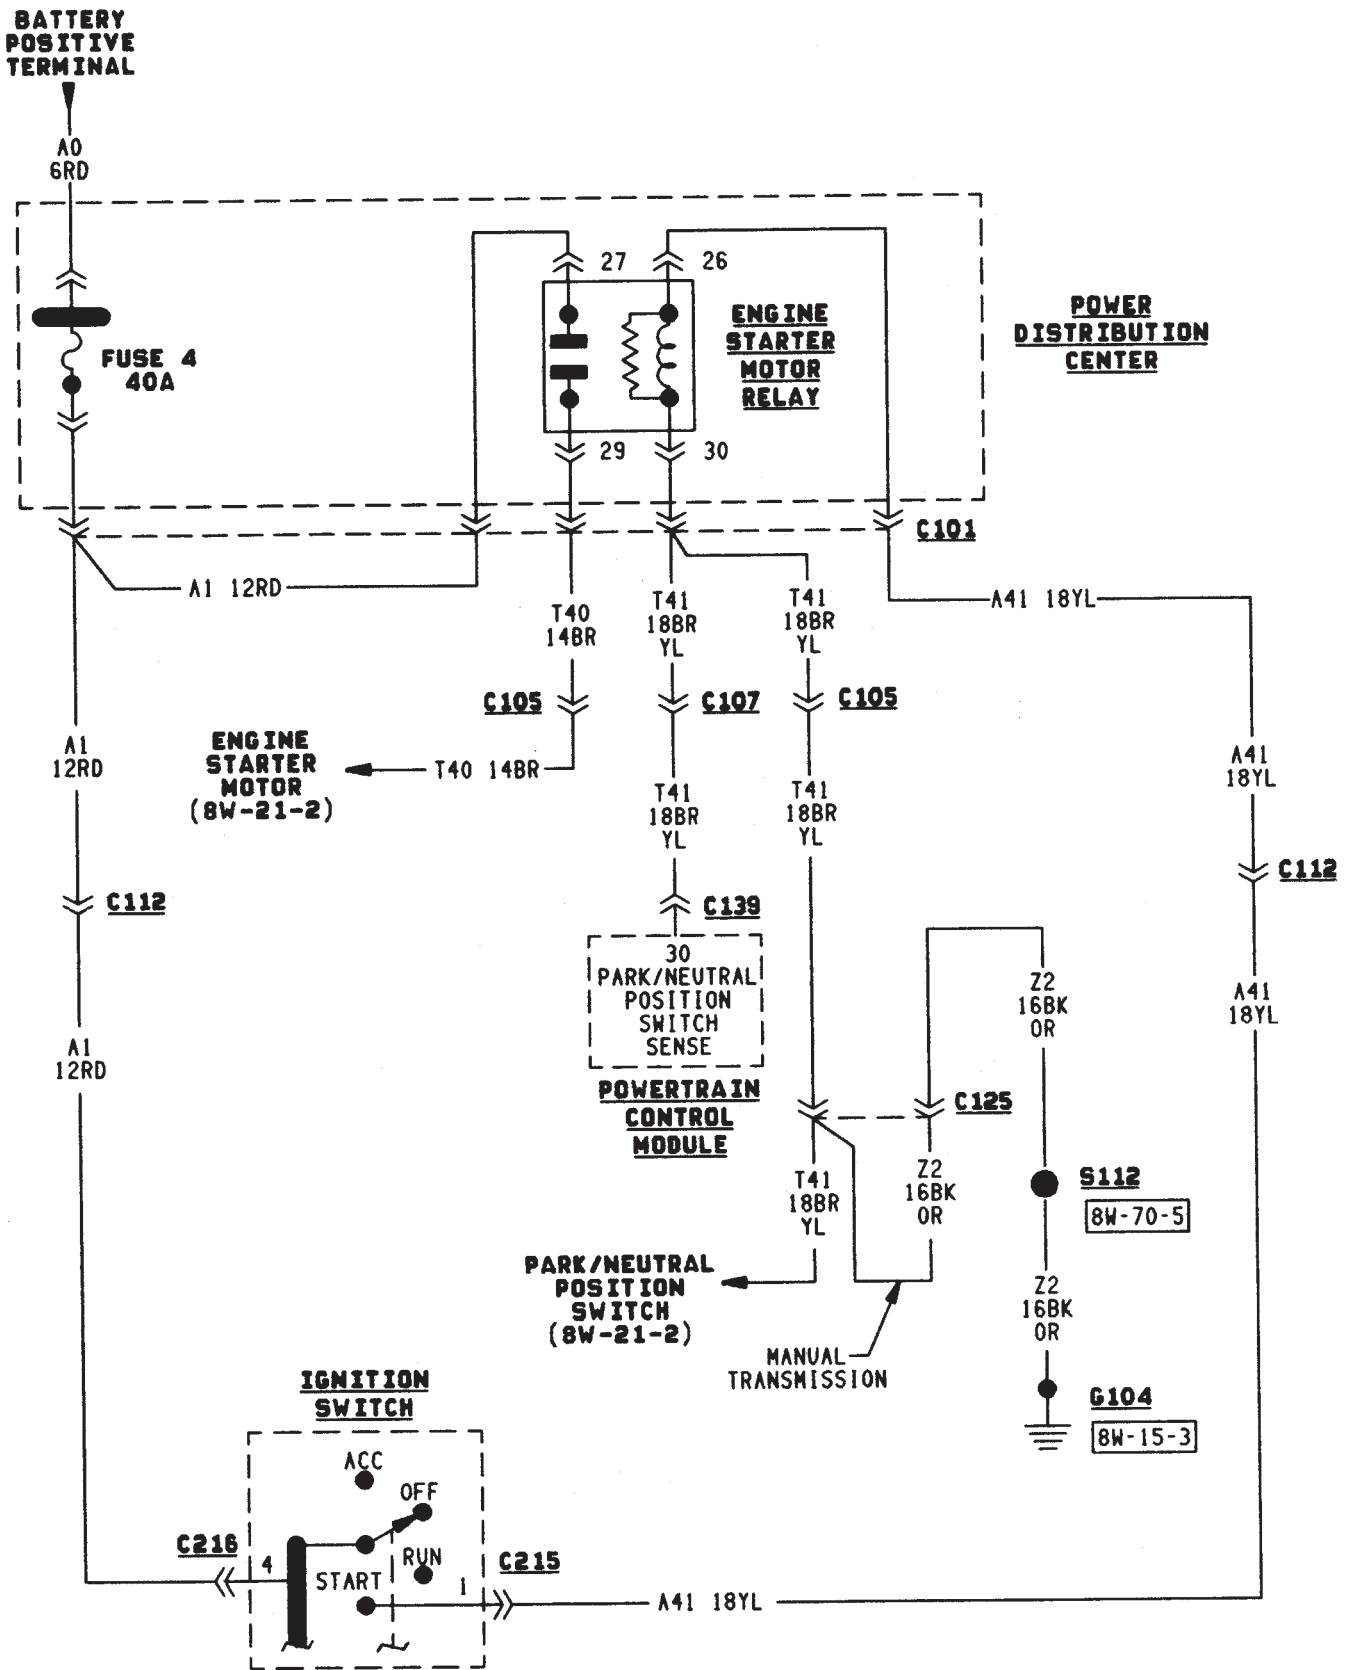 BATTERY
POSITIVE
TERMINAL
A0
6RD
27
26
FUSE 4
40A
ENGINE
STARTER
MOTOR
RELAY
POWER
DISTRIBUTION
CENTER
29
30
C101
A1 12RD
T40
14BR
T41
18BR
YL
T41
18BR
YL
A41 18YL
C105
C107
C105
A1
12RD
ENGINE
STARTER
MOTOR
(8W-21-2)
T40 14BR
T41
18BR
YL
T41
18BR
YL
A41
18YL
C112
C112
C139
30
PARK/NEUTRAL
POSITION
SWITCH
SENSE
POWERTRAIN
CONTROL
MODULE
Z2
16BK
OR
A41
18YL
A1
12RD
C125
T41
18BR
YL
Z2
16BK
OR
S112
8W-70-5
PARK/NEUTRAL
POSITION
SWITCH
(8W-21-2)
Z2
16BK
OR
MANUAL
TRANSMISSION
G104
8W-15-3
IGNITION
SWITCH
ACC
OFF
C216
4
RUN
START
1
C215
A41 18YL